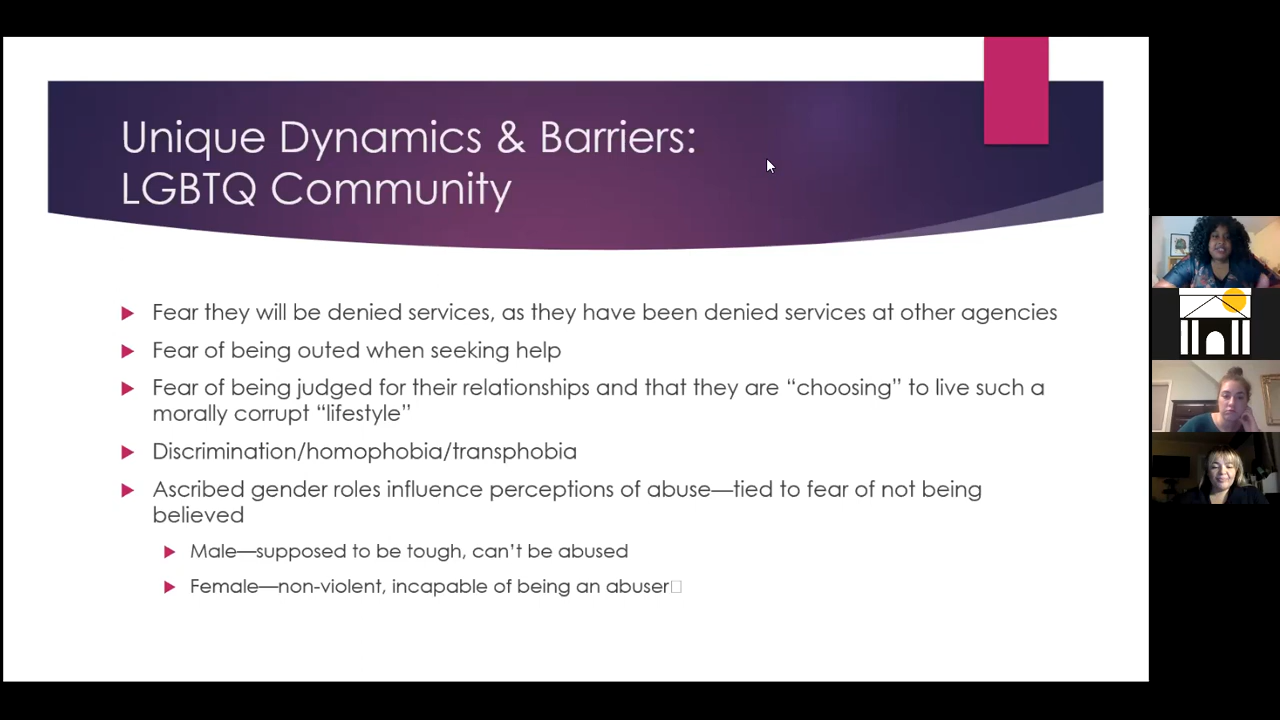 Unique Dynamics & Barriers:
LGBTQ Community
Fear they will be denied services, as they have been denied services at other agencies
Fear of being outed when seeking help
Fear of being judged for their relationships and that they are “choosing” to live such a
morally corrupt “lifestyle”
Discrimination/homophobia/transphobia
Ascribed gender roles influence perceptions of abuse—tied to fear of not being
believed
Male—supposed to be tough, can’t be abused
Female—non-violent, incapable of being an abuser